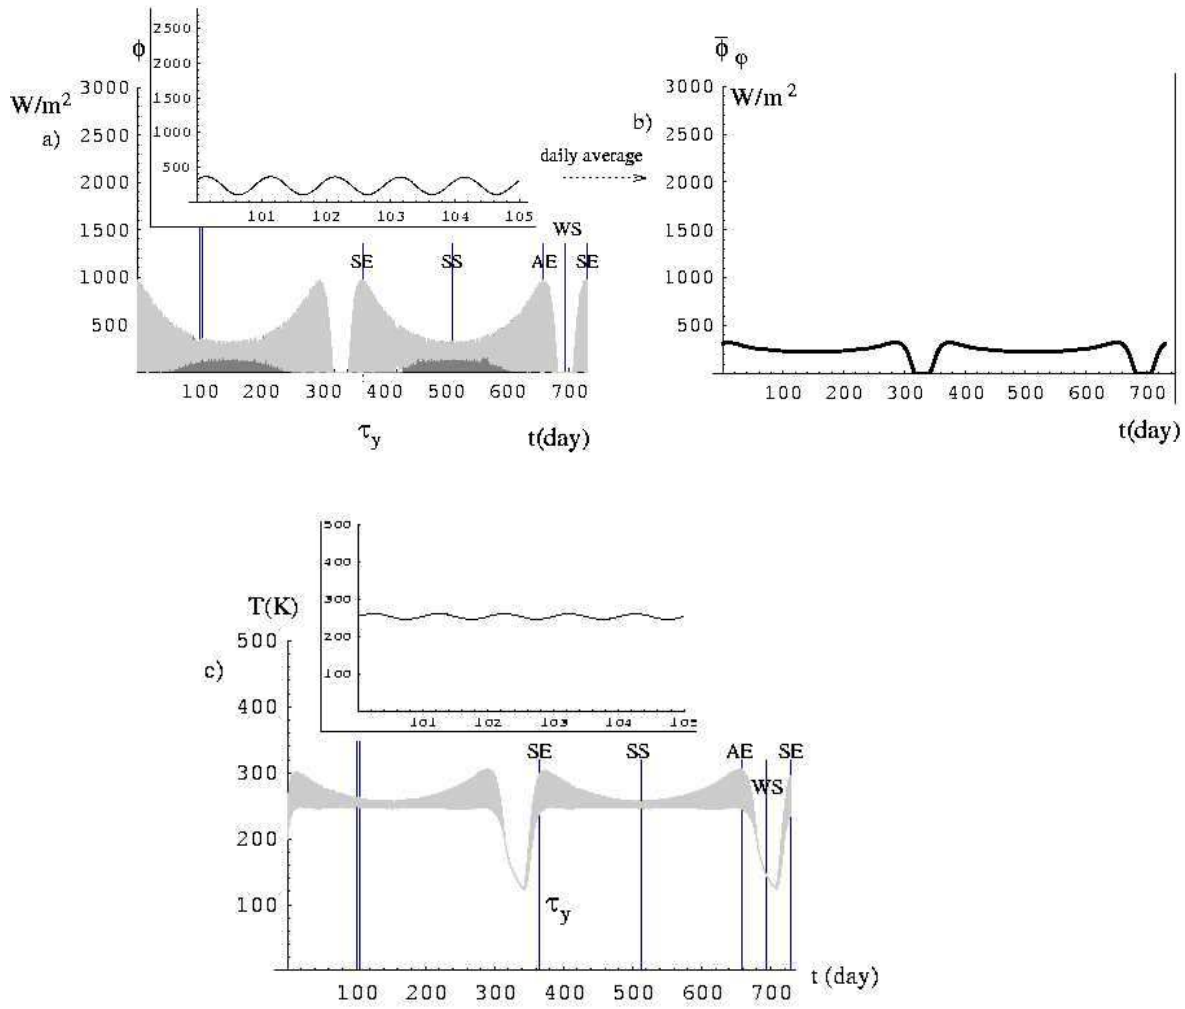 ϕ
W/m²
a)
3000
2500
2000
1500
1000
500
2500
2000
1500
1000
500
101 102 103 104 105
SE SS AE WS SE
100 200 300 400 500 600 700
τy
t(day)
daily average
ϕ̅ φ
W/m²
b)
3000
2500
2000
1500
1000
500
100 200 300 400 500 600 700
t(day)
T(K)
c)
500
400
300
200
100
500
400
300
200
100
101 102 103 104 105
SE SS AE WS SE
τy
100 200 300 400 500 600 700
t (day)